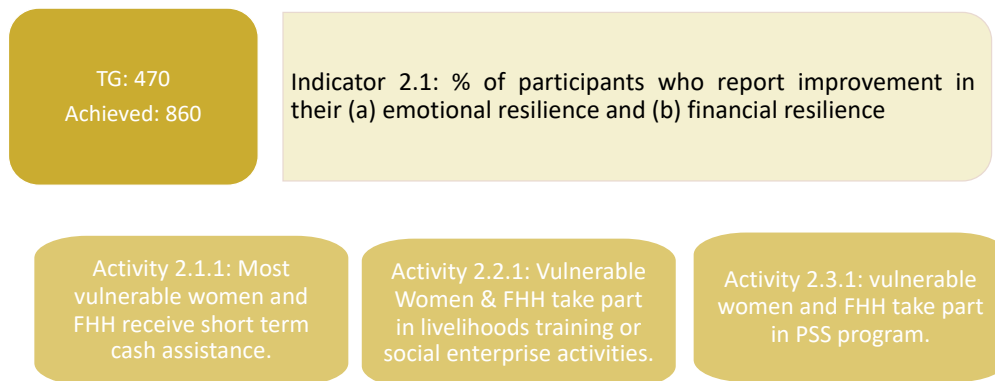 TG: 470
Achieved: 860
Indicator 2.1: % of participants who report improvement in
their (a) emotional resilience and (b) financial resilience
Activity 2.1.1: Most
vulnerable women and
FHH receive short term
cash assistance.
Activity 2.2.1: Vulnerable
Women & FHH take part
in livelihoods training or
social enterprise activities.
Activity 2.3.1: vulnerable
women and FHH take part
in PSS program.